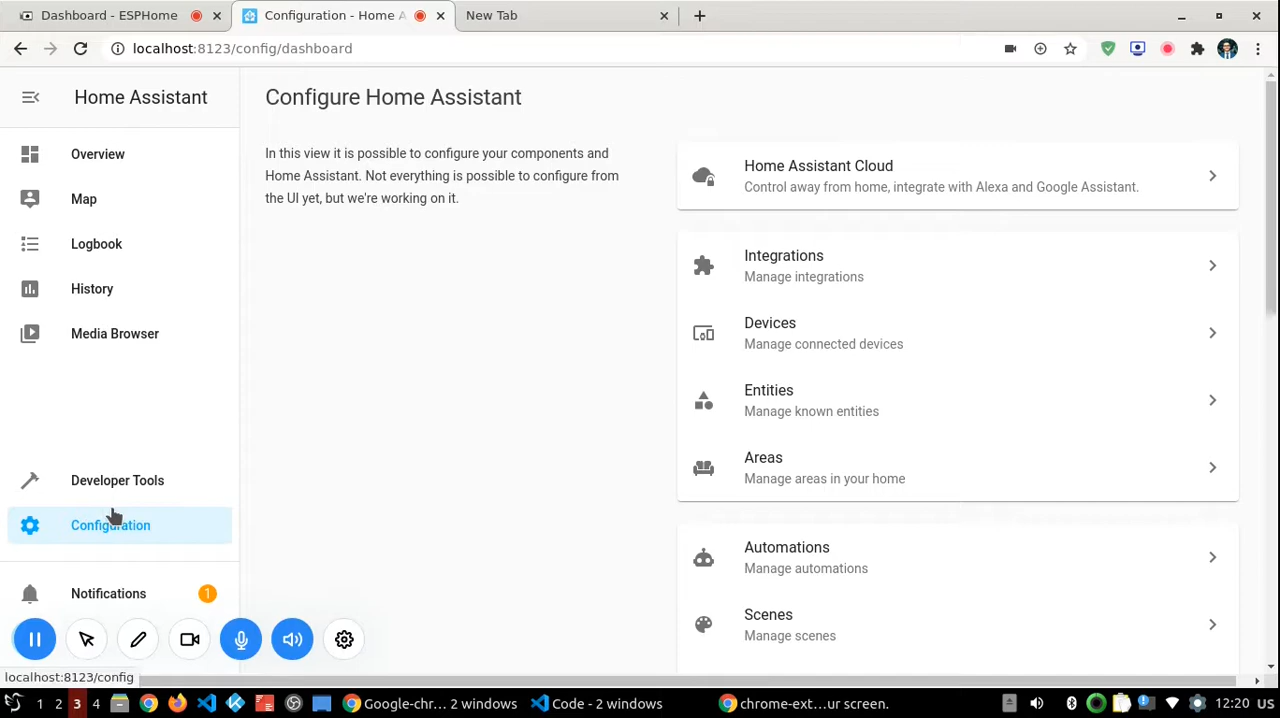 Dashboard - ESPHome
Configuration - Home A
New Tab
localhost:8123/config/dashboard
Home Assistant
Overview
Map
Logbook
History
Media Browser
Developer Tools
Configuration
Notifications
1
Configure Home Assistant
In this view it is possible to configure your components and
Home Assistant. Not everything is possible to configure from
the UI yet, but we're working on it.
Home Assistant Cloud
Control away from home, integrate with Alexa and Google Assistant.
Integrations
Manage integrations
Devices
Manage connected devices
Entities
Manage known entities
Areas
Manage areas in your home
Automations
Manage automations
Scenes
Manage scenes
localhost:8123/config
1 2 3 4 Google-chr... 2 windows Code - 2 windows chrome-ext...ur screen. 12:20 US